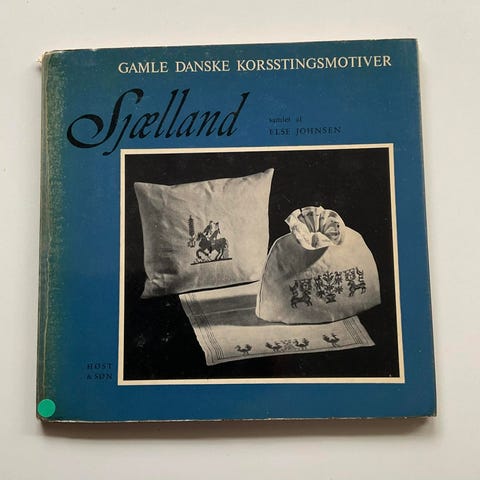 GAMLE DANSKE KORSSTINGSMOTIVER
Sjælland
samlet af
ELSE JOHNSEN
HØST
& SØN